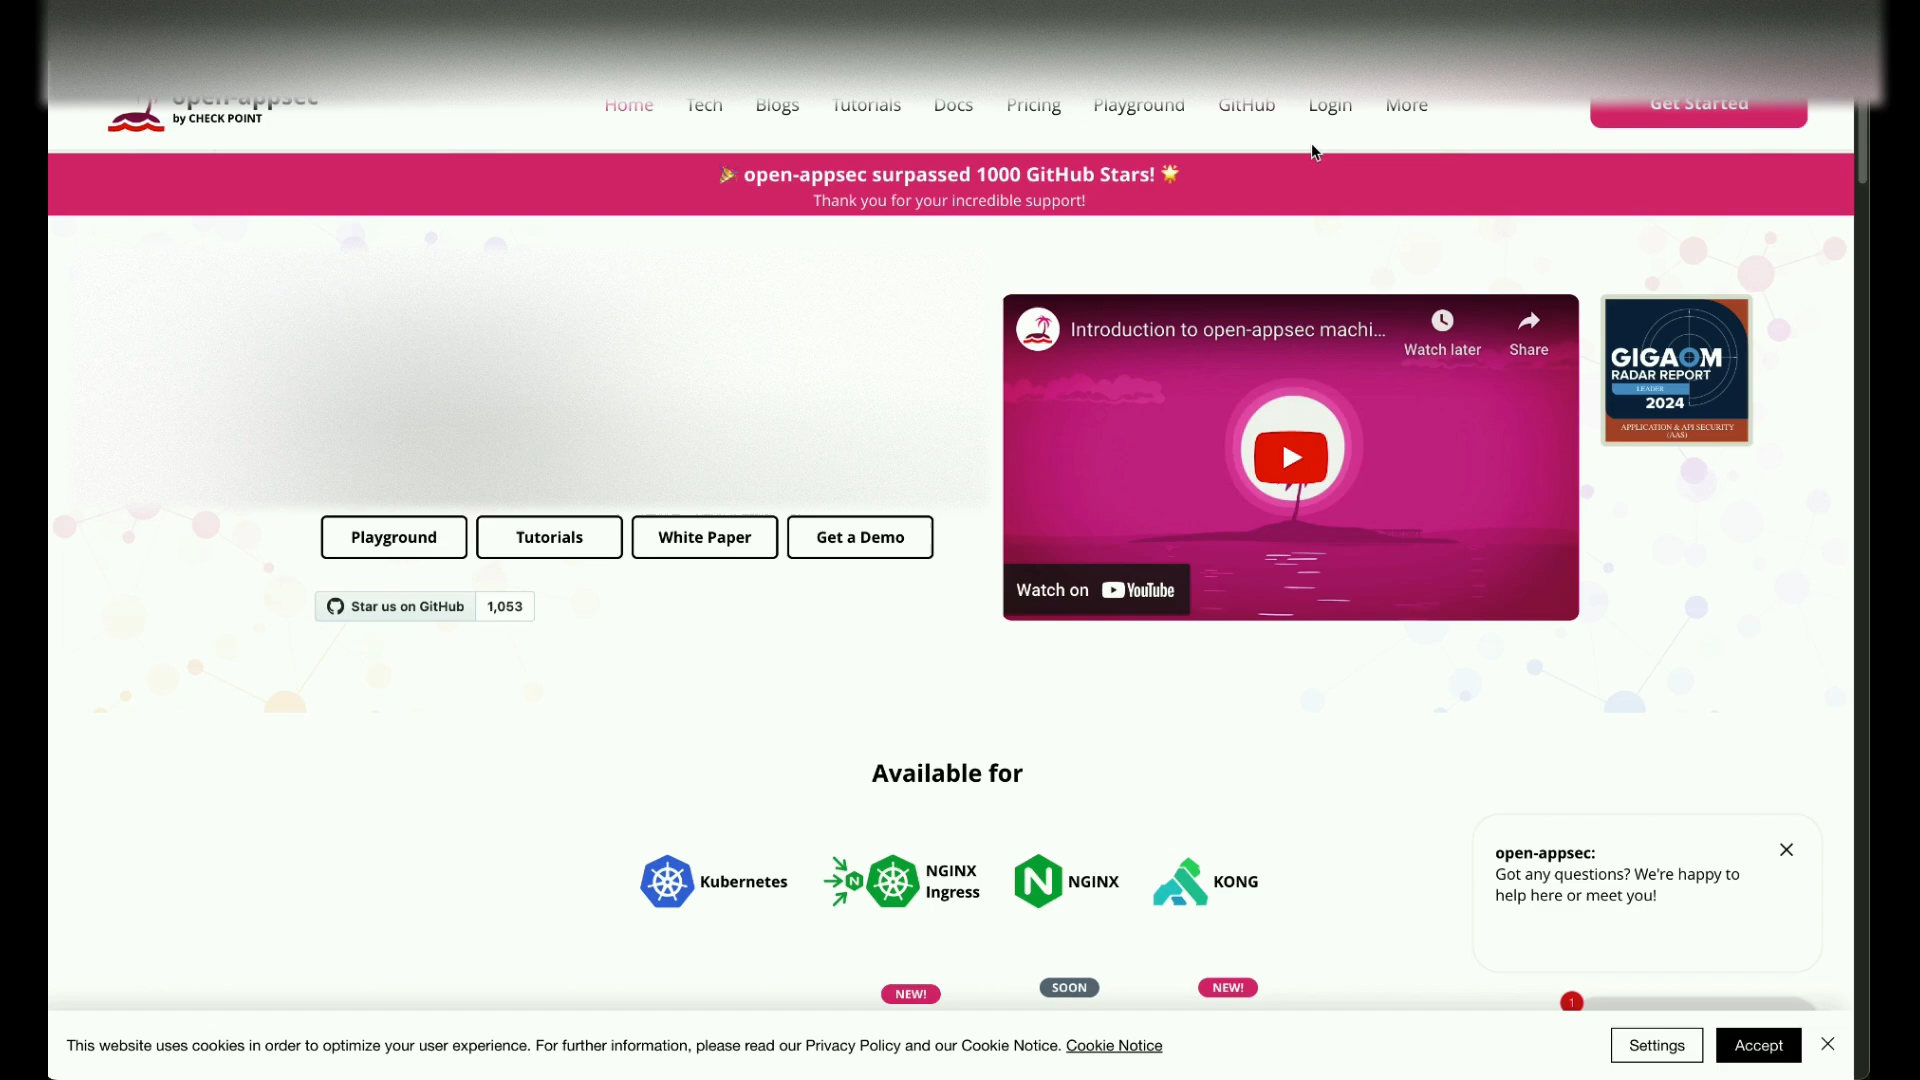 open-appsec
by CHECK POINT
Home Tech Blogs Tutorials Docs Pricing Playground GitHub Login More
Get Started
🎉 open-appsec surpassed 1000 GitHub Stars! 🌟
Thank you for your incredible support!
Introduction to open-appsec machi...
Watch later
Share
GIGAOM
RADAR REPORT
LEADER
2024
APPLICATION & API SECURITY
(AAS)
Watch on YouTube
Playground
Tutorials
White Paper
Get a Demo
Star us on GitHub 1,053
Available for
Kubernetes
NGINX
Ingress
NGINX
KONG
open-appsec:
Got any questions? We're happy to
help here or meet you!
NEW!
SOON
NEW!
1
This website uses cookies in order to optimize your user experience. For further information, please read our Privacy Policy and our Cookie Notice. Cookie Notice
Settings
Accept